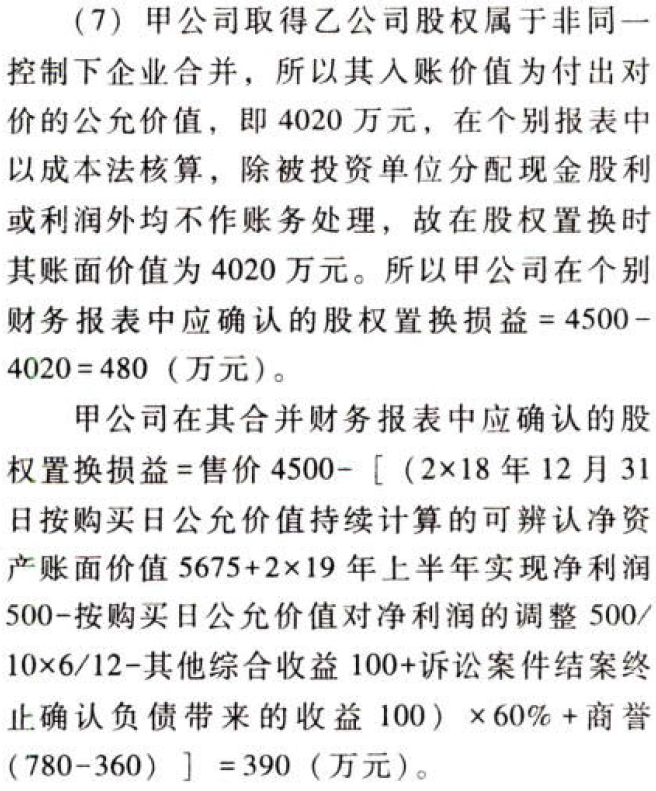 （7）甲公司取得乙公司股权属于非同一
控制下企业合并，所以其入账价值为付出对
价的公允价值，即 4020 万元，在个别报表中
以成本法核算，除被投资单位分配现金股利
或利润外均不作账务处理，故在股权置换时
其账面价值为 4020 万元。所以甲公司在个别
财务报表中应确认的股权置换损益 = 4500-
4020 = 480（万元）。
甲公司在其合并财务报表中应确认的股
权置换损益=售价 4500-［（2×18 年 12 月 31
日按购买日公允价值持续计算的可辨认净资
产账面价值 5675+2×19 年上半年实现净利润
500-按购买日公允价值对净利润的调整 500/
10×6/12-其他综合收益 100+诉讼案件结案终
止确认负债带来的收益 100）×60%+商誉
（780-360）］=390（万元）。